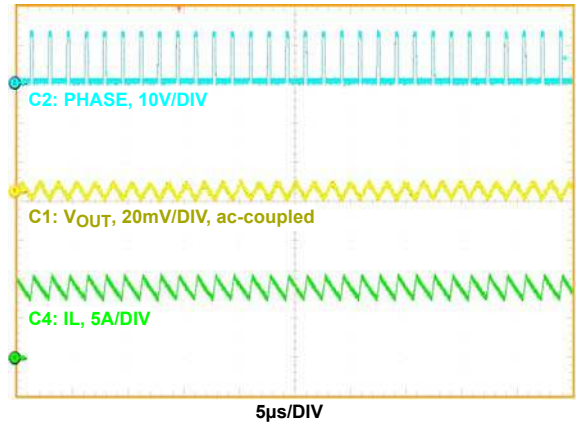 C2: PHASE, 10V/DIV
C1: VOUT, 20mV/DIV, ac-coupled
C4: IL, 5A/DIV
5µs/DIV